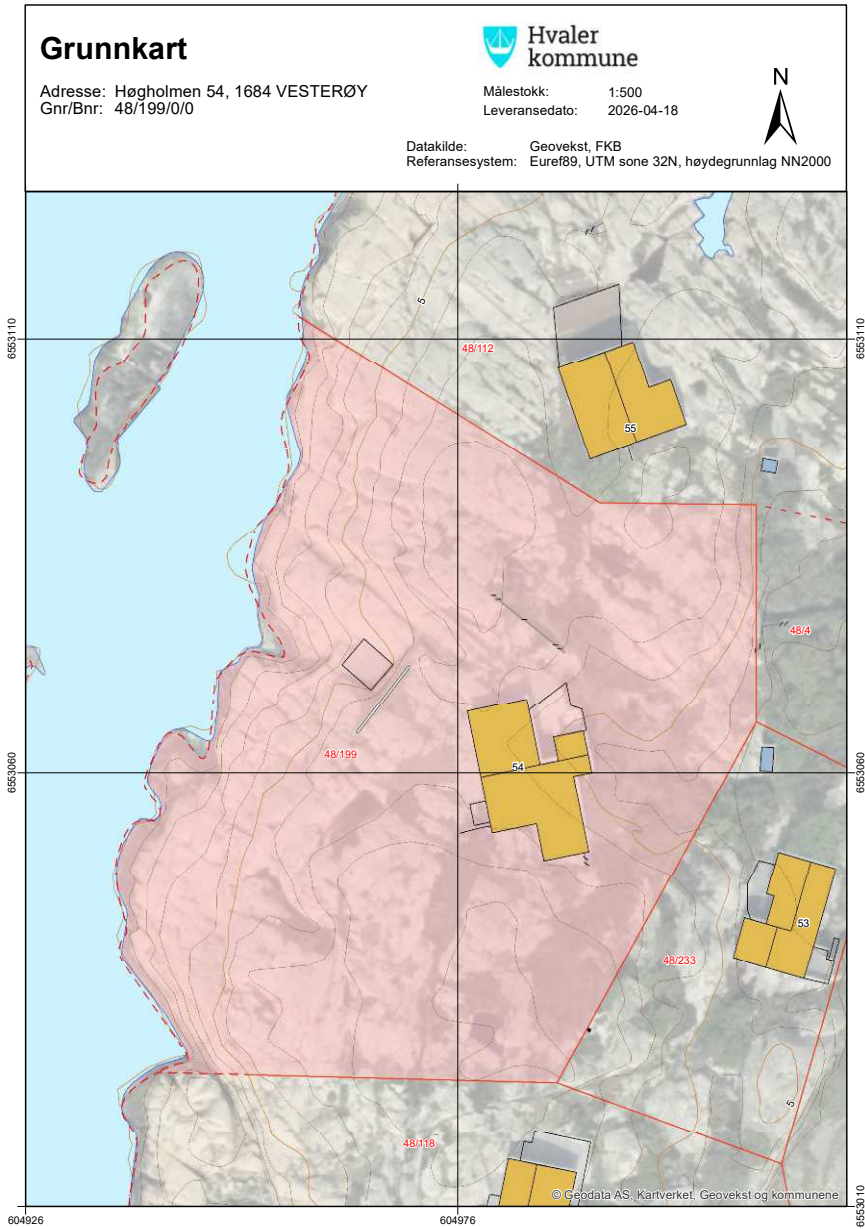 Grunnkart
Hvaler
kommune
Adresse: Høgholmen 54, 1684 VESTERØY
Gnr/Bnr: 48/199/0/0
Målestokk: 1:500
Leveransedato: 2026-04-18
N
Datakilde: Geovekst, FKB
Referansesystem: Euref89, UTM sone 32N, høydegrunnlag NN2000
5
6553110
6553110
48/112
55
48/4
48/199
54
6553060
6553060
53
48/233
5
48/118
© Geodata AS, Kartverket, Geovekst og kommunene
6553010
604926
604976